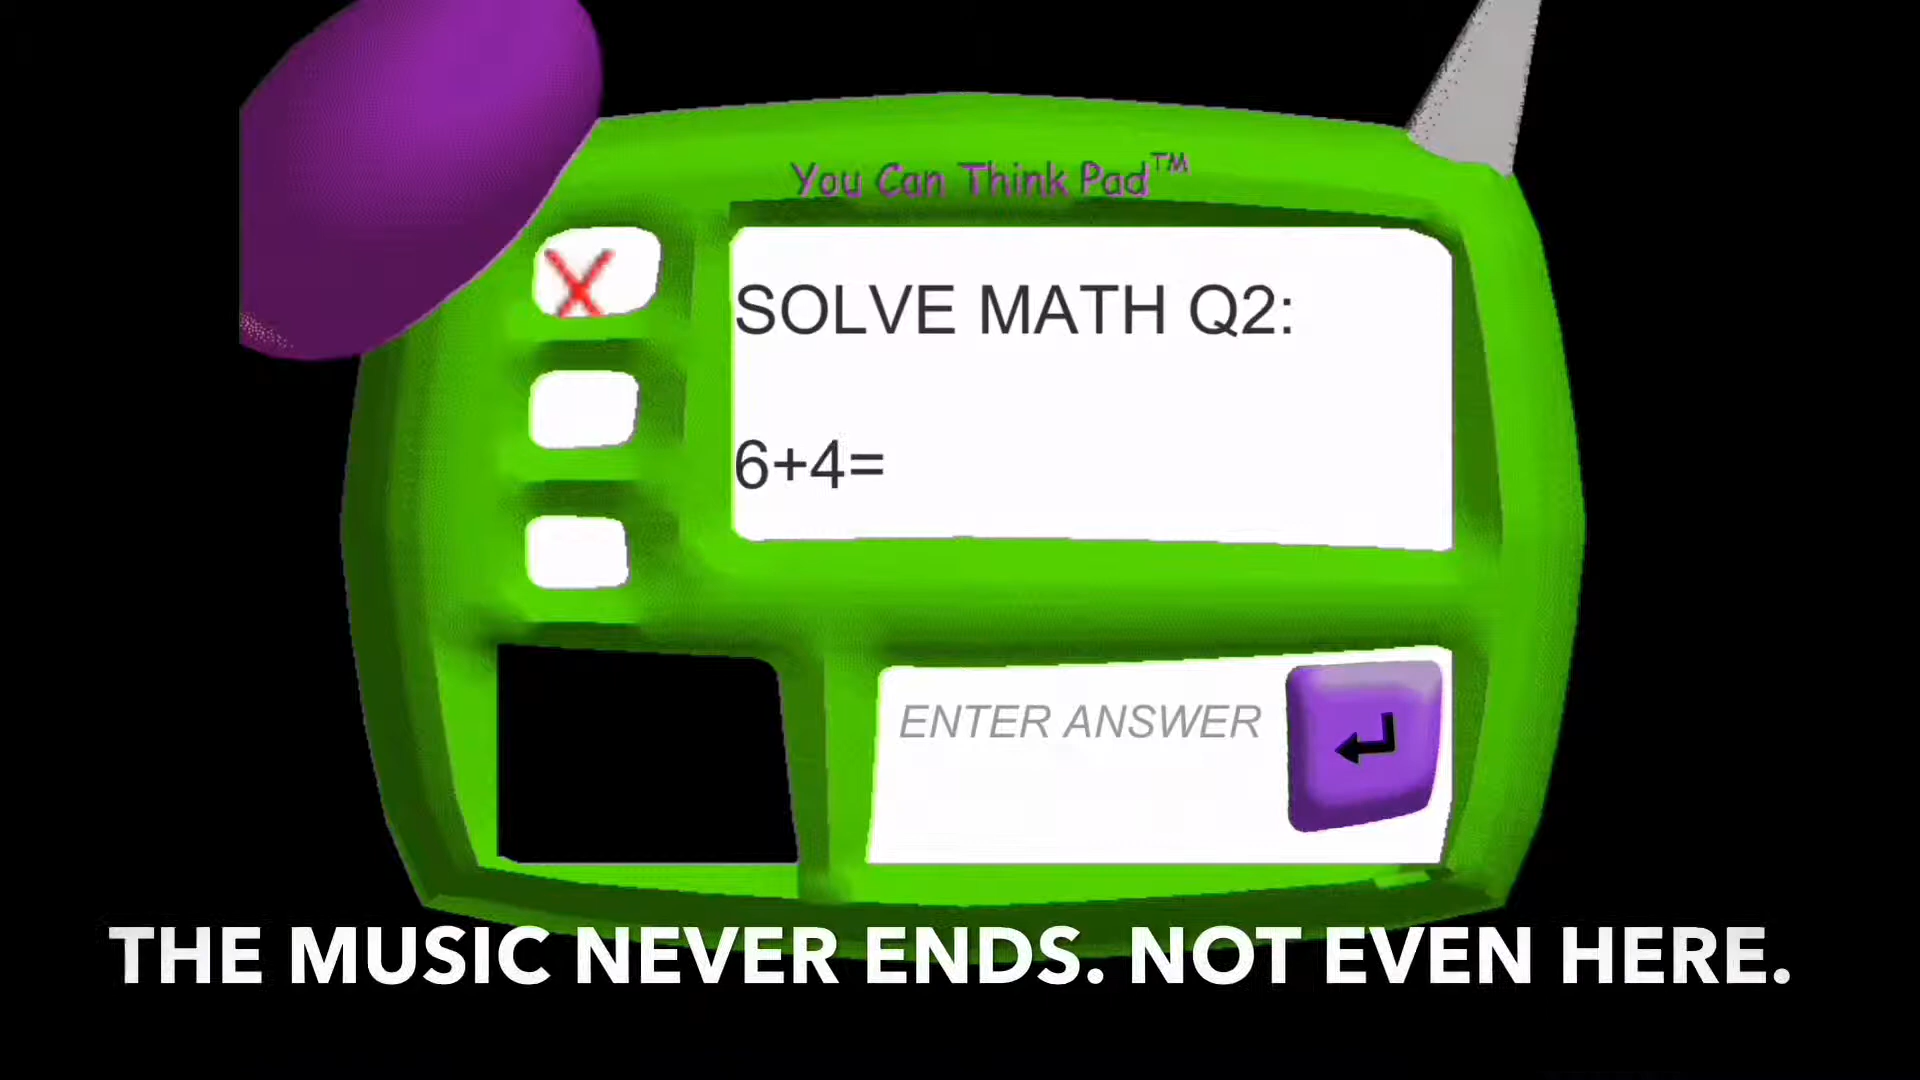 You Can Think Pad™
X
SOLVE MATH Q2:
6+4=
ENTER ANSWER
THE MUSIC NEVER ENDS. NOT EVEN HERE.